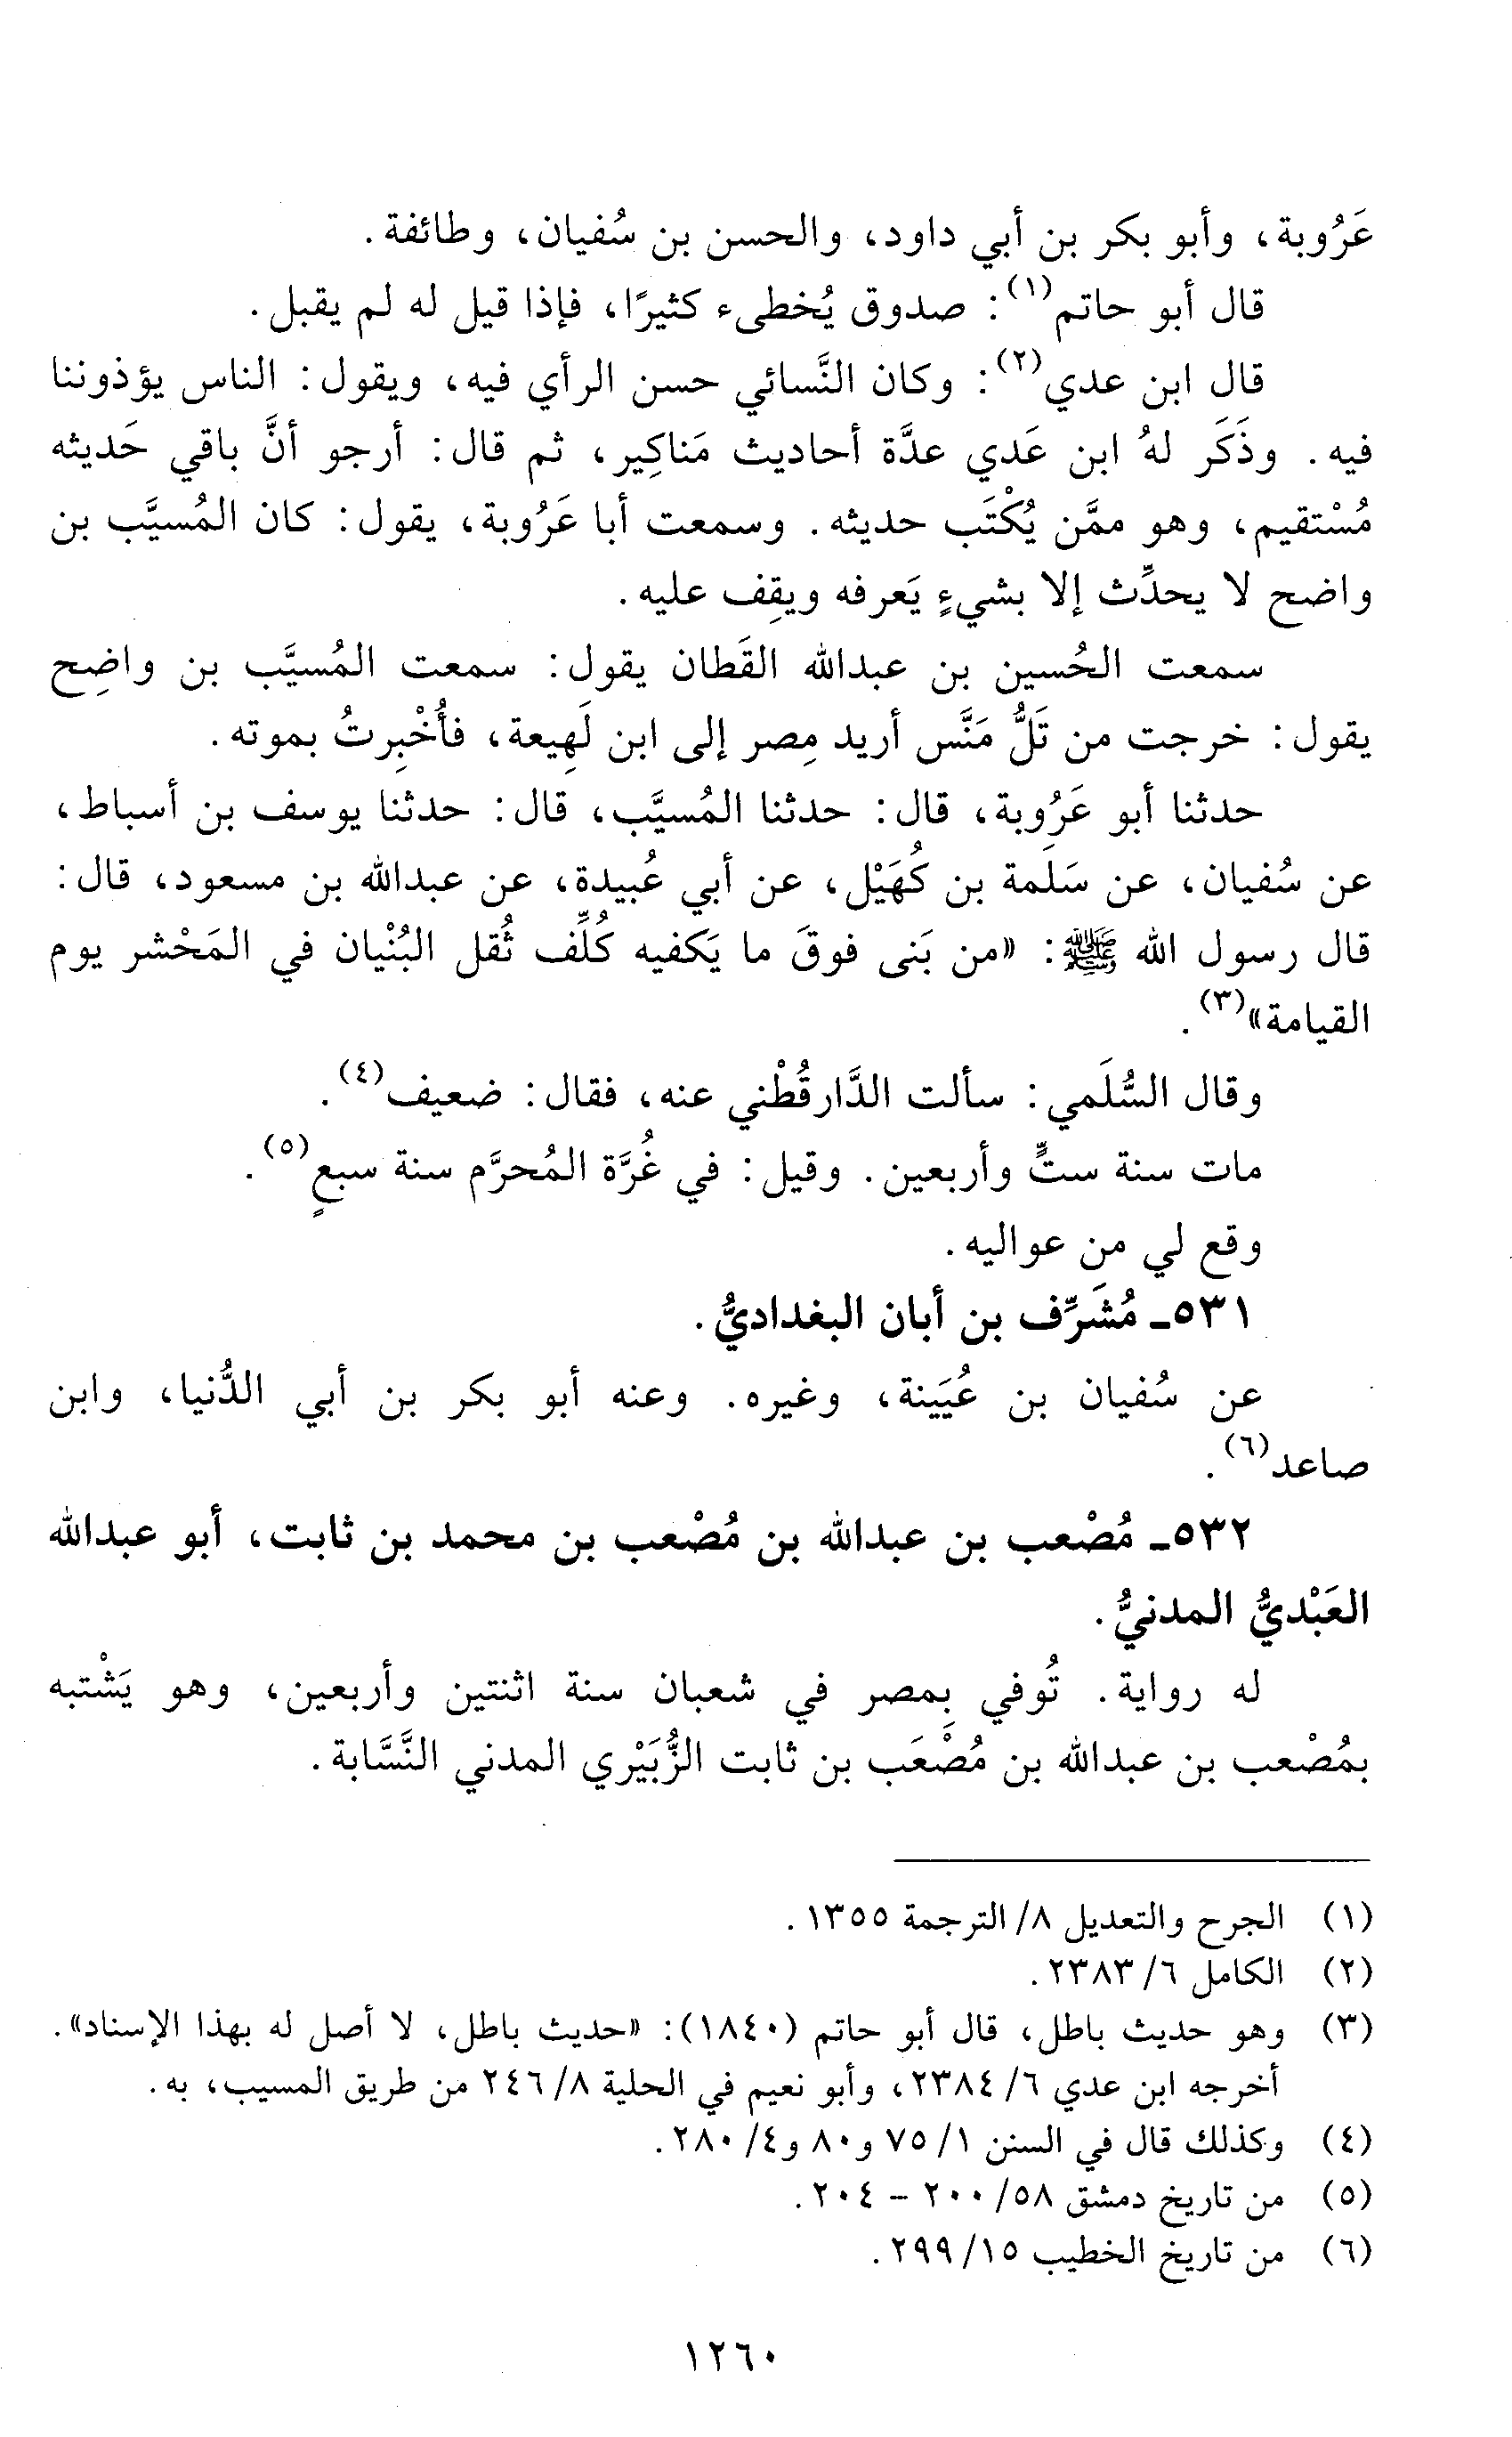 عَرُوبة، وأبو بكر بن أبي داود، والحسن بن سُفيان، وطائفة.
قال أبو حاتم(١): صدوق يُخطىء كثيرًا، فإذا قيل له لم يقبل.
قال ابن عدي(٢): وكان النَّسائي حسن الرأي فيه، ويقول: الناس يؤذوننا
فيه. وذَكَر لهُ ابن عَدي عدَّة أحاديث مَناكِير، ثم قال: أرجو أنَّ باقي حَديثه
مُسْتقيم، وهو ممَّن يُكْتَب حديثه. وسمعت أبا عَرُوبة، يقول: كان المُسيَّب بن
واضح لا يحدِّث إلا بشيءٍ يَعرفه ويقِف عليه.
سمعت الحُسين بن عبدالله القَطان يقول: سمعت المُسيَّب بن واضِح
يقول: خرجت من تَلُّ مَنَّس أريد مِصر إلى ابن لَهِيعة، فأُخْبِرتُ بموته.
حدثنا أبو عَرُوبة، قال: حدثنا المُسيَّب، قال: حدثنا يوسف بن أسباط،
عن سُفيان، عن سَلَمة بن كُهَيْل، عن أبي عُبيدة، عن عبدالله بن مسعود، قال:
قال رسول الله ﷺ: «من بَنى فوقَ ما يَكفيه كُلِّف ثُقل البُنْيان في المَحْشر يوم
القيامة»(٣).
وقال السُّلَمي: سألت الدَّارقُطْني عنه، فقال: ضعيف(٤).
مات سنة ستٍّ وأربعين. وقيل: في غُرَّة المُحرَّم سنة سبعٍ(٥).
وقع لي من عواليه.
٥٣١ـ مُشَرِّف بن أبان البغداديُّ.
عن سُفيان بن عُيَينة، وغيره. وعنه أبو بكر بن أبي الدُّنيا، وابن
صاعد(٦).
٥٣٢ـ مُصْعب بن عبدالله بن مُصْعب بن محمد بن ثابت، أبو عبدالله
العَبْديُّ المدنيُّ.
له رواية. تُوفي بمصر في شعبان سنة اثنتين وأربعين، وهو يَشْتبه
بمُصْعب بن عبدالله بن مُصْعَب بن ثابت الزُّبَيْري المدني النَّسَّابة.
(١) الجرح والتعديل ٨/ الترجمة ١٣٥٥.
(٢) الكامل ٦/ ٢٣٨٣.
(٣) وهو حديث باطل، قال أبو حاتم (١٨٤٠): «حديث باطل، لا أصل له بهذا الإسناد».
أخرجه ابن عدي ٦/ ٢٣٨٤، وأبو نعيم في الحلية ٨/ ٢٤٦ من طريق المسيب، به.
(٤) وكذلك قال في السنن ١/ ٧٥ و٨٠ و٤/ ٢٨٠.
(٥) من تاريخ دمشق ٥٨/ ٢٠٠ - ٢٠٤.
(٦) من تاريخ الخطيب ١٥/ ٢٩٩.
١٢٦٠